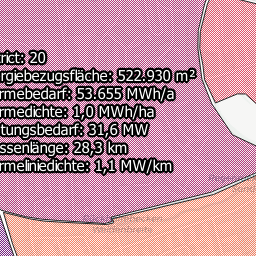 rict: 20
rgiebezugsfläche: 522.930 m²
rmebedarf: 53.655 MWh/a
rmedichte: 1,0 MWh/ha
tungsbedarf: 31,6 MW
ssenlänge: 28,3 km
rmeliniedichte: 1,1 MW/km
Weidenbreite